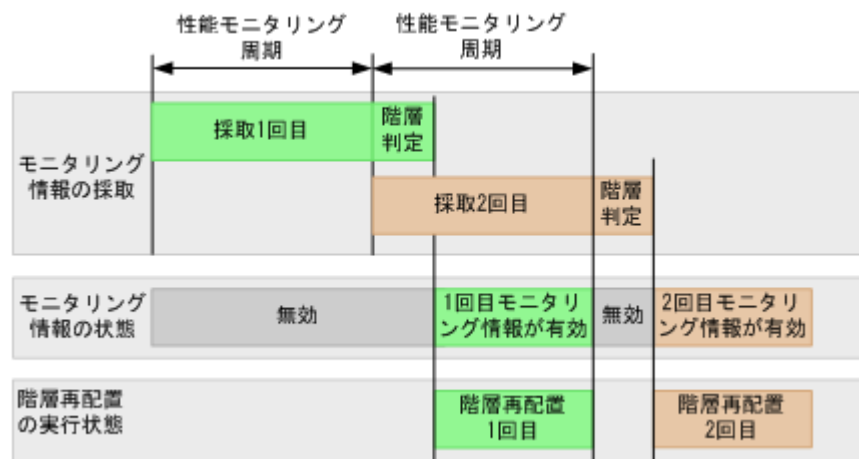 性能モニタリング
周期
性能モニタリング
周期
モニタリング
情報の採取
採取1回目
階層
判定
採取2回目
階層
判定
モニタリング
情報の状態
無効
1回目モニタリ
ング情報が有効
無効
2回目モニタリ
ング情報が有効
階層再配置
の実行状態
階層再配置
1回目
階層再配置
2回目